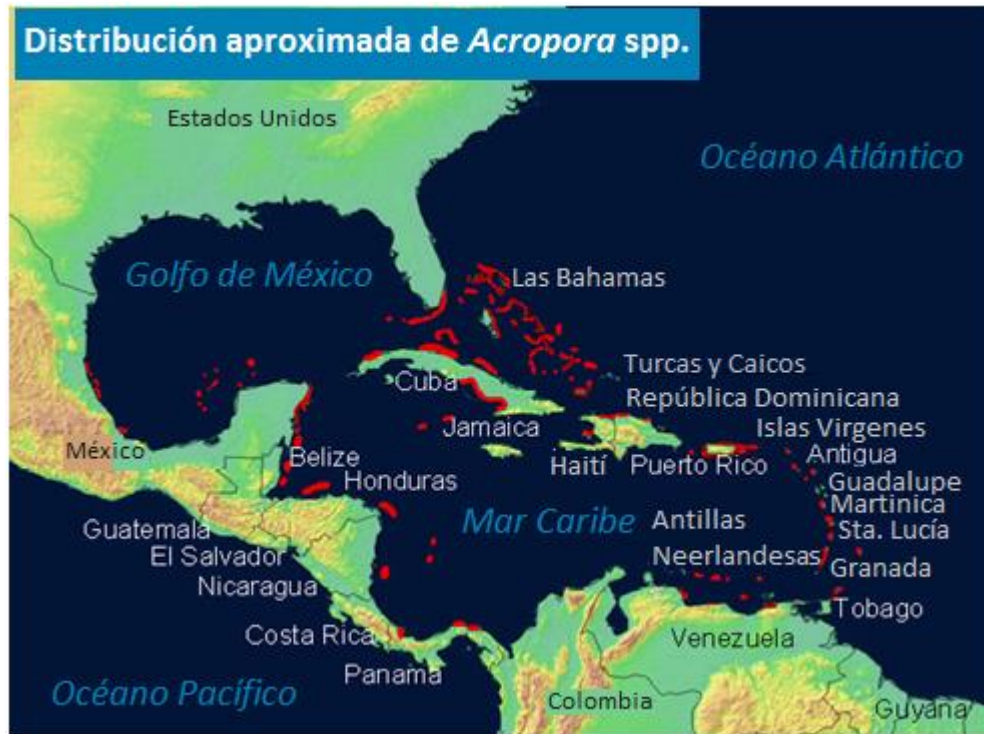 Distribución aproximada de Acropora spp.
Estados Unidos
Océano Atlántico
Golfo de México
Las Bahamas
Turcas y Caicos
Cuba
República Dominicana
Jamaica
Islas Virgenes
México
Belize
Haití
Puerto Rico
Antigua
Honduras
Guadalupe
Martinica
Guatemala
Mar Caribe
Antillas
Neerlandesas
Sta. Lucía
El Salvador
Granada
Nicaragua
Tobago
Costa Rica
Venezuela
Panama
Océano Pacífico
Colombia
Guyana